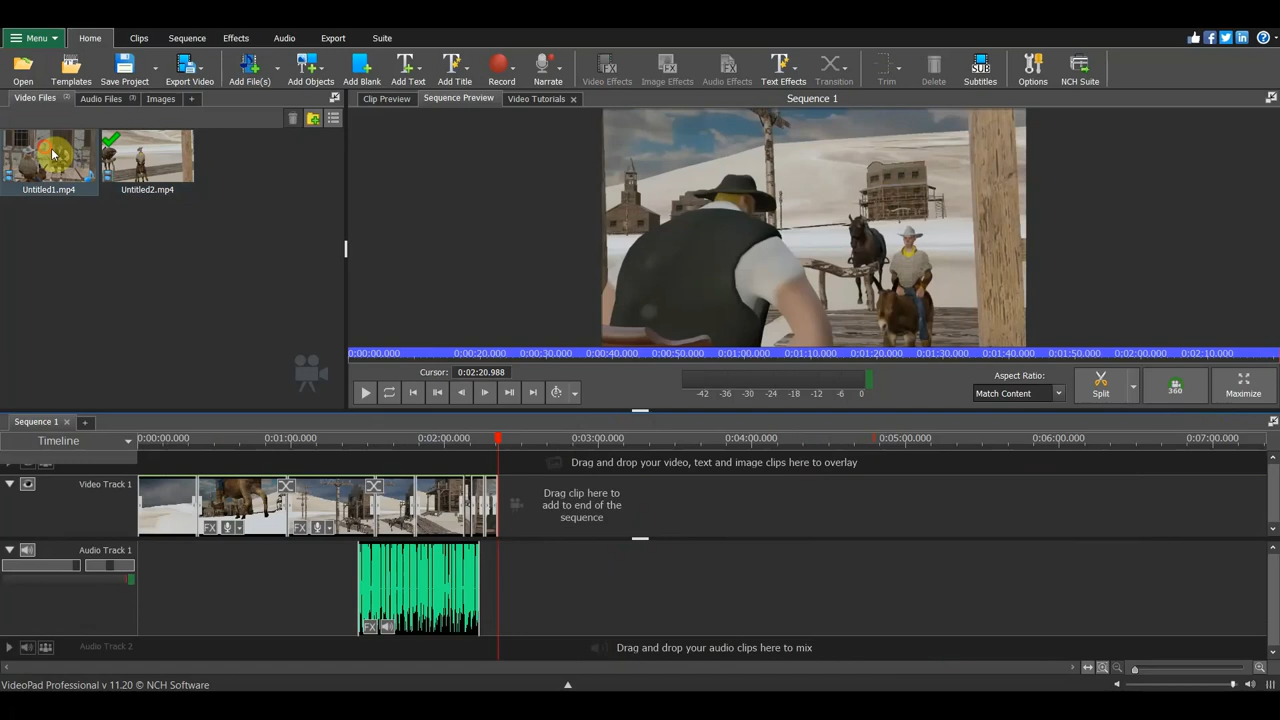 Menu Home Clips Sequence Effects Audio Export Suite
Open Templates Save Project Export Video Add File(s) Add Objects Add Blank Add Text Add Title Record Narrate Video Effects Image Effects Audio Effects Text Effects Transition Trim Delete Subtitles Options NCH Suite
Video Files Audio Files Images + Clip Preview Sequence Preview Video Tutorials Sequence 1
Untitled1.mp4 Untitled2.mp4
0:00:00.000 0:00:20.000 0:00:30.000 0:00:40.000 0:00:50.000 0:01:00.000 0:01:10.000 0:01:20.000 0:01:30.000 0:01:40.000 0:01:50.000 0:02:00.000 0:02:10.000
Cursor: 0:02:20.988
-42 -36 -30 -24 -18 -12 -6 0
Aspect Ratio:
Match Content
Split 360 Maximize
Sequence 1
Timeline 0:00:00.000 0:01:00.000 0:02:00.000 0:03:00.000 0:04:00.000 0:05:00.000 0:06:00.000 0:07:00.000
Drag and drop your video, text and image clips here to overlay
Video Track 1
FX FX
Drag clip here to
add to end of the
sequence
Audio Track 1
FX
Audio Track 2 Drag and drop your audio clips here to mix
VideoPad Professional v 11.20 © NCH Software